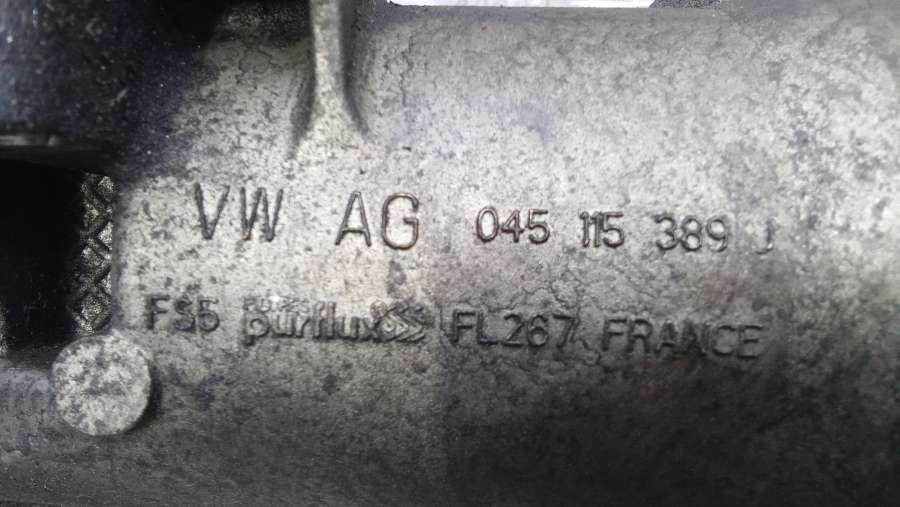 VW AG 045 115 389 J
FS5 purflux FL267 FRANCE